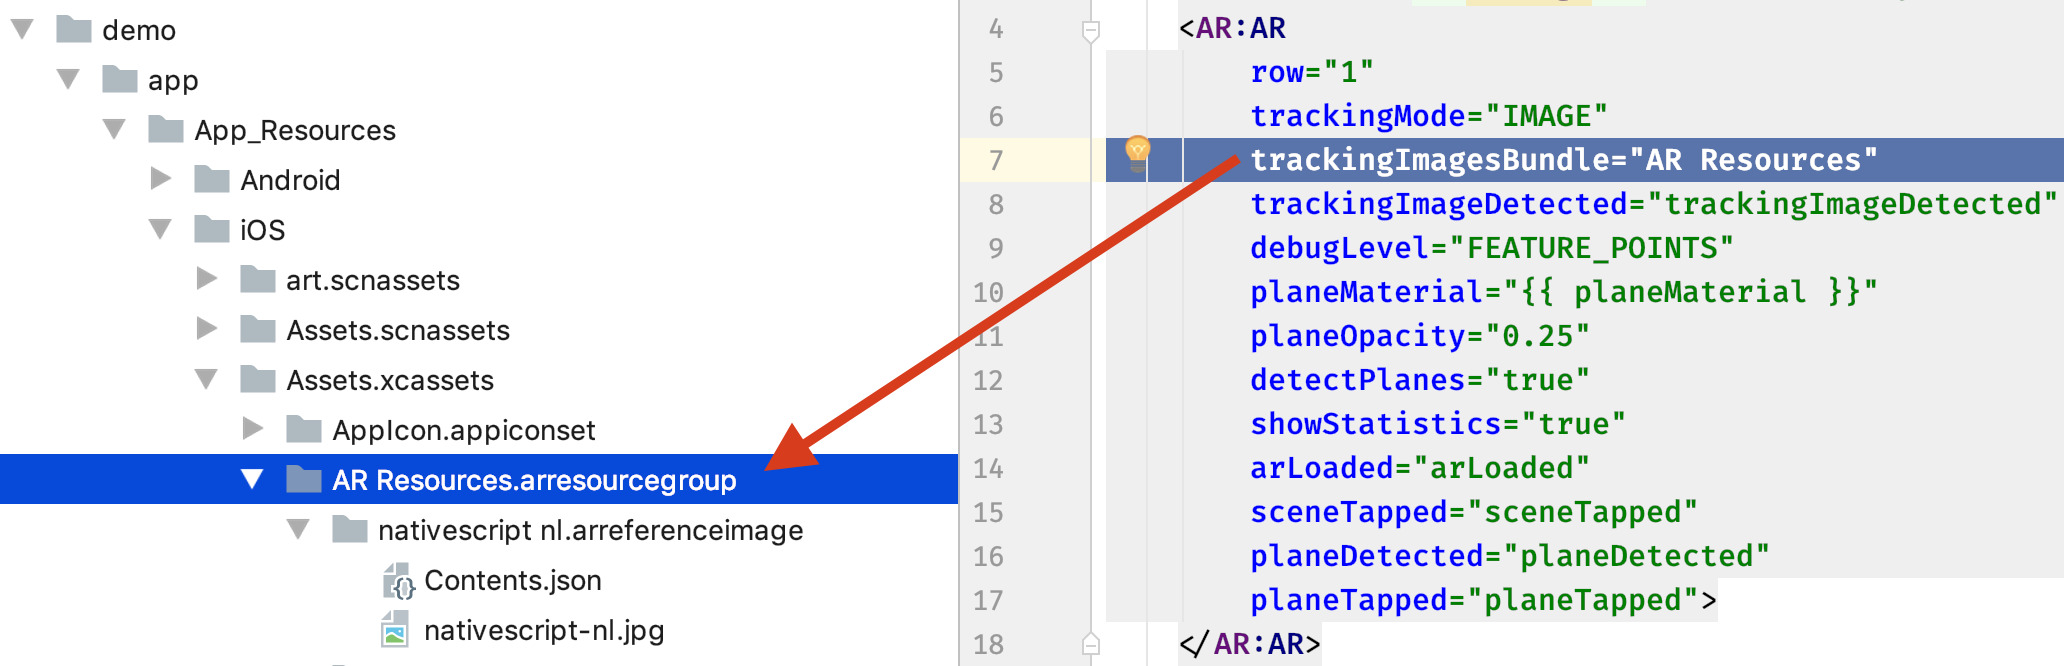 demo
app
App_Resources
Android
iOS
art.scnassets
Assets.scnassets
Assets.xcassets
AppIcon.appiconset
AR Resources.arresourcegroup
nativescript nl.arreferenceimage
Contents.json
nativescript-nl.jpg
4 <AR:AR
5 row="1"
6 trackingMode="IMAGE"
7 trackingImagesBundle="AR Resources"
8 trackingImageDetected="trackingImageDetected"
9 debugLevel="FEATURE_POINTS"
10 planeMaterial="{{ planeMaterial }}"
11 planeOpacity="0.25"
12 detectPlanes="true"
13 showStatistics="true"
14 arLoaded="arLoaded"
15 sceneTapped="sceneTapped"
16 planeDetected="planeDetected"
17 planeTapped="planeTapped">
18 </AR:AR>